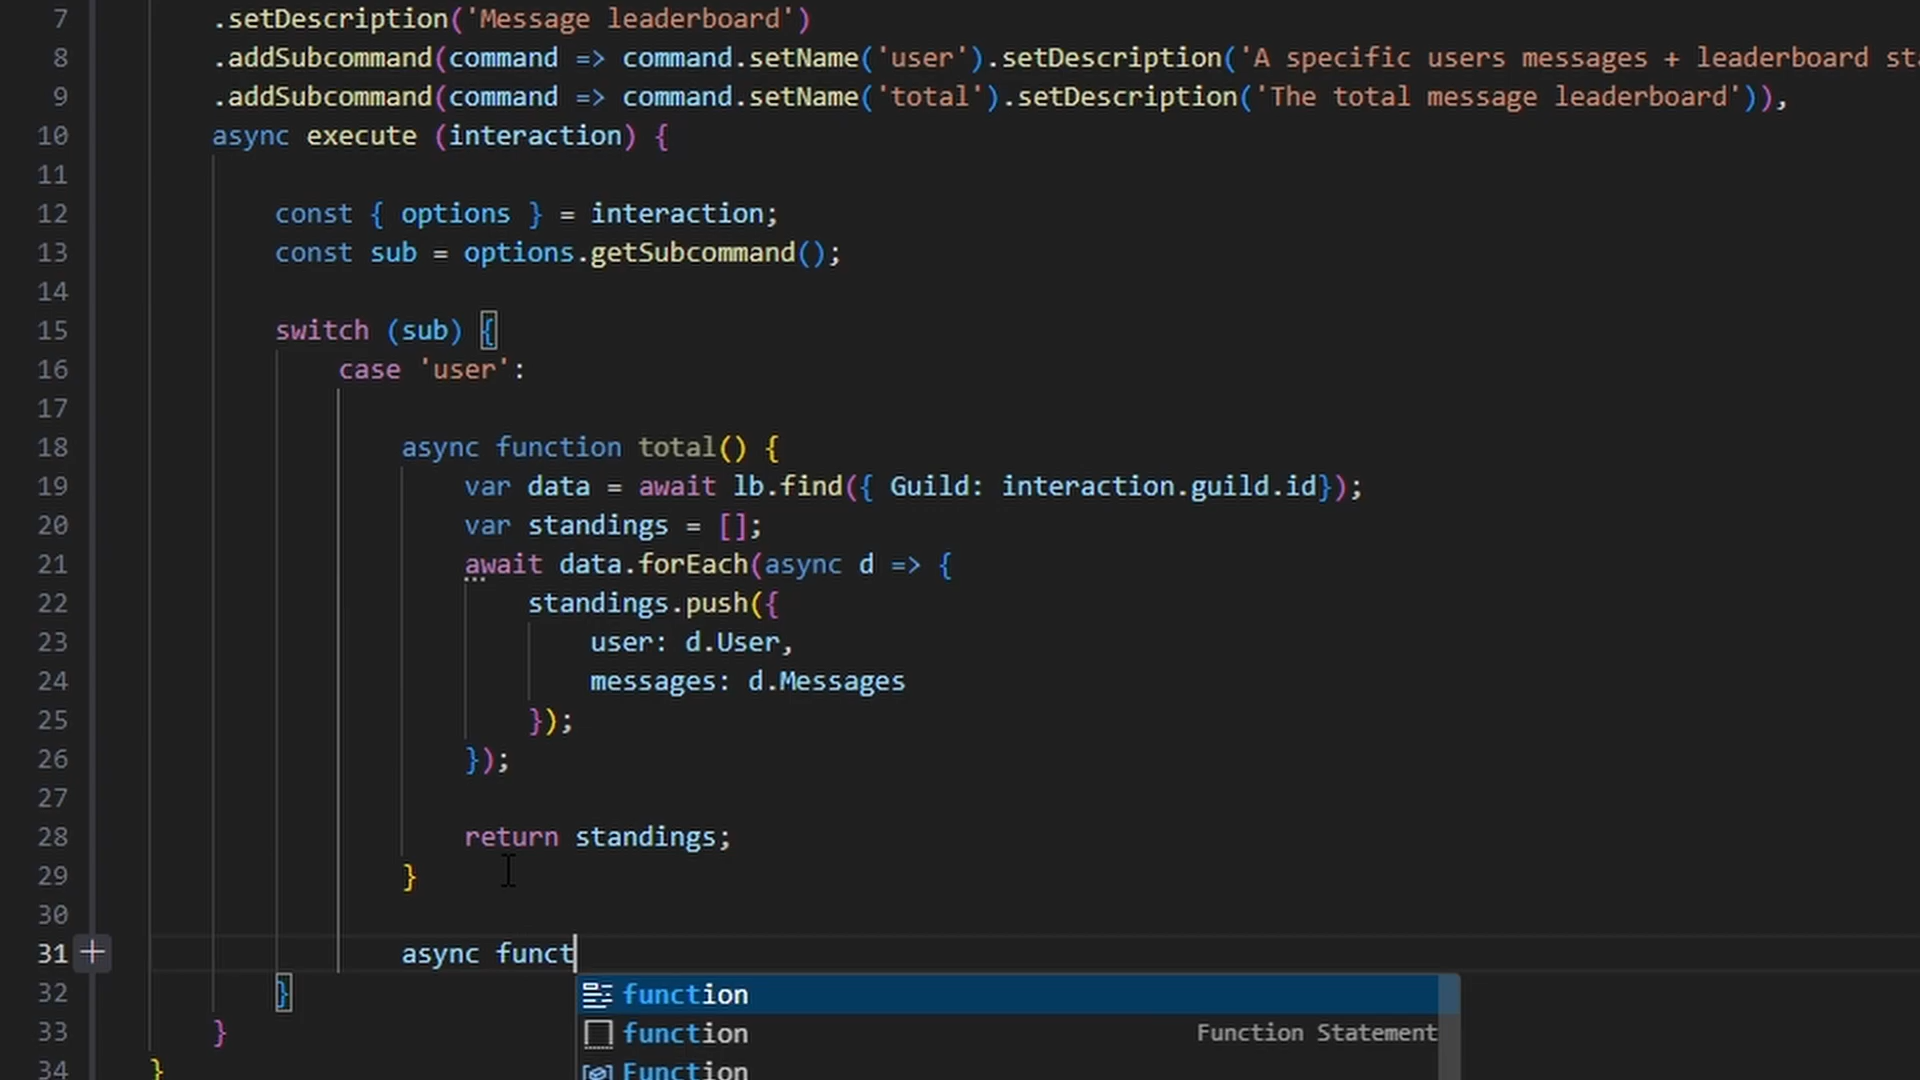 7 .setDescription('Message leaderboard')
8 .addSubcommand(command => command.setName('user').setDescription('A specific users messages + leaderboard
9 .addSubcommand(command => command.setName('total').setDescription('The total message leaderboard')),
10 async execute (interaction) {
11
12 const { options } = interaction;
13 const sub = options.getSubcommand();
14
15 switch (sub) {
16 case 'user':
17
18 async function total() {
19 var data = await lb.find({ Guild: interaction.guild.id});
20 var standings = [];
21 await data.forEach(async d => {
22 standings.push({
23 user: d.User,
24 messages: d.Messages
25 });
26 });
27
28 return standings;
29 }
30
31 + async funct
32 }
function
33 }
function Function Statement
34 }
Function